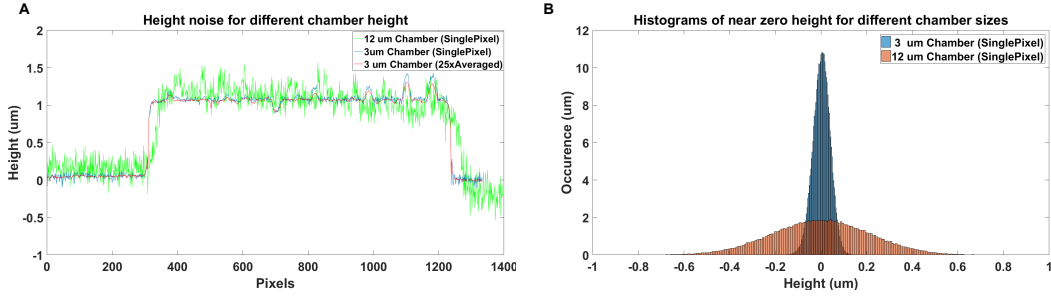 A
Height noise for different chamber height
2
1.5
1
0.5
0
-0.5
-1
Height (um)
12 um Chamber (SinglePixel)
3um Chamber (SinglePixel)
3 um Chamber (25xAveraged)
0 200 400 600 800 1000 1200 1400
Pixels
B
Histograms of near zero height for different chamber sizes
12
10
8
6
4
2
0
Occurence (um)
3 um Chamber (SinglePixel)
12 um Chamber (SinglePixel)
-1 -0.8 -0.6 -0.4 -0.2 0 0.2 0.4 0.6 0.8 1
Height (um)